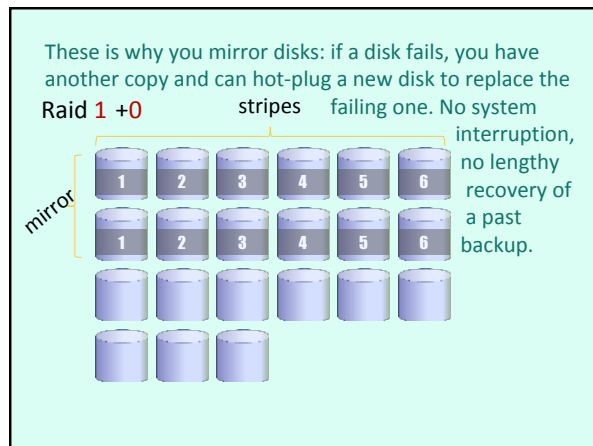 These is why you mirror disks: if a disk fails, you have
another copy and can hot-plug a new disk to replace the
failing one. No system
interruption,
no lengthy
recovery of
a past
backup.
Raid 1 +0
stripes
mirror
1 2 3 4 5 6
1 2 3 4 5 6